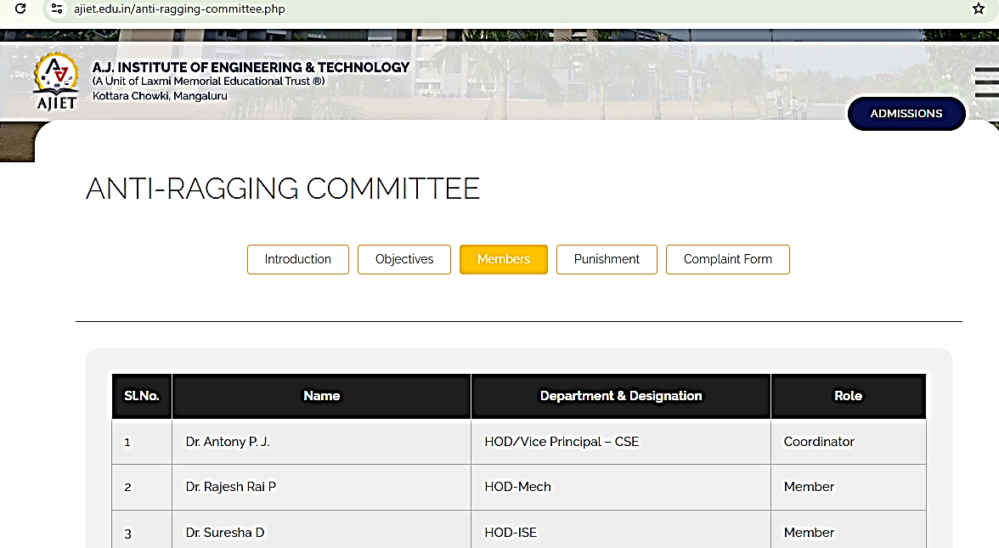 ajiet.edu.in/anti-ragging-committee.php
A.J. INSTITUTE OF ENGINEERING & TECHNOLOGY
(A Unit of Laxmi Memorial Educational Trust ®)
Kottara Chowki, Mangaluru
AJIET
ADMISSIONS
ANTI-RAGGING COMMITTEE
Introduction Objectives Members Punishment Complaint Form
SI.No. Name Department & Designation Role
1 Dr. Antony P. J. HOD/Vice Principal – CSE Coordinator
2 Dr. Rajesh Rai P HOD-Mech Member
3 Dr. Suresha D HOD-ISE Member